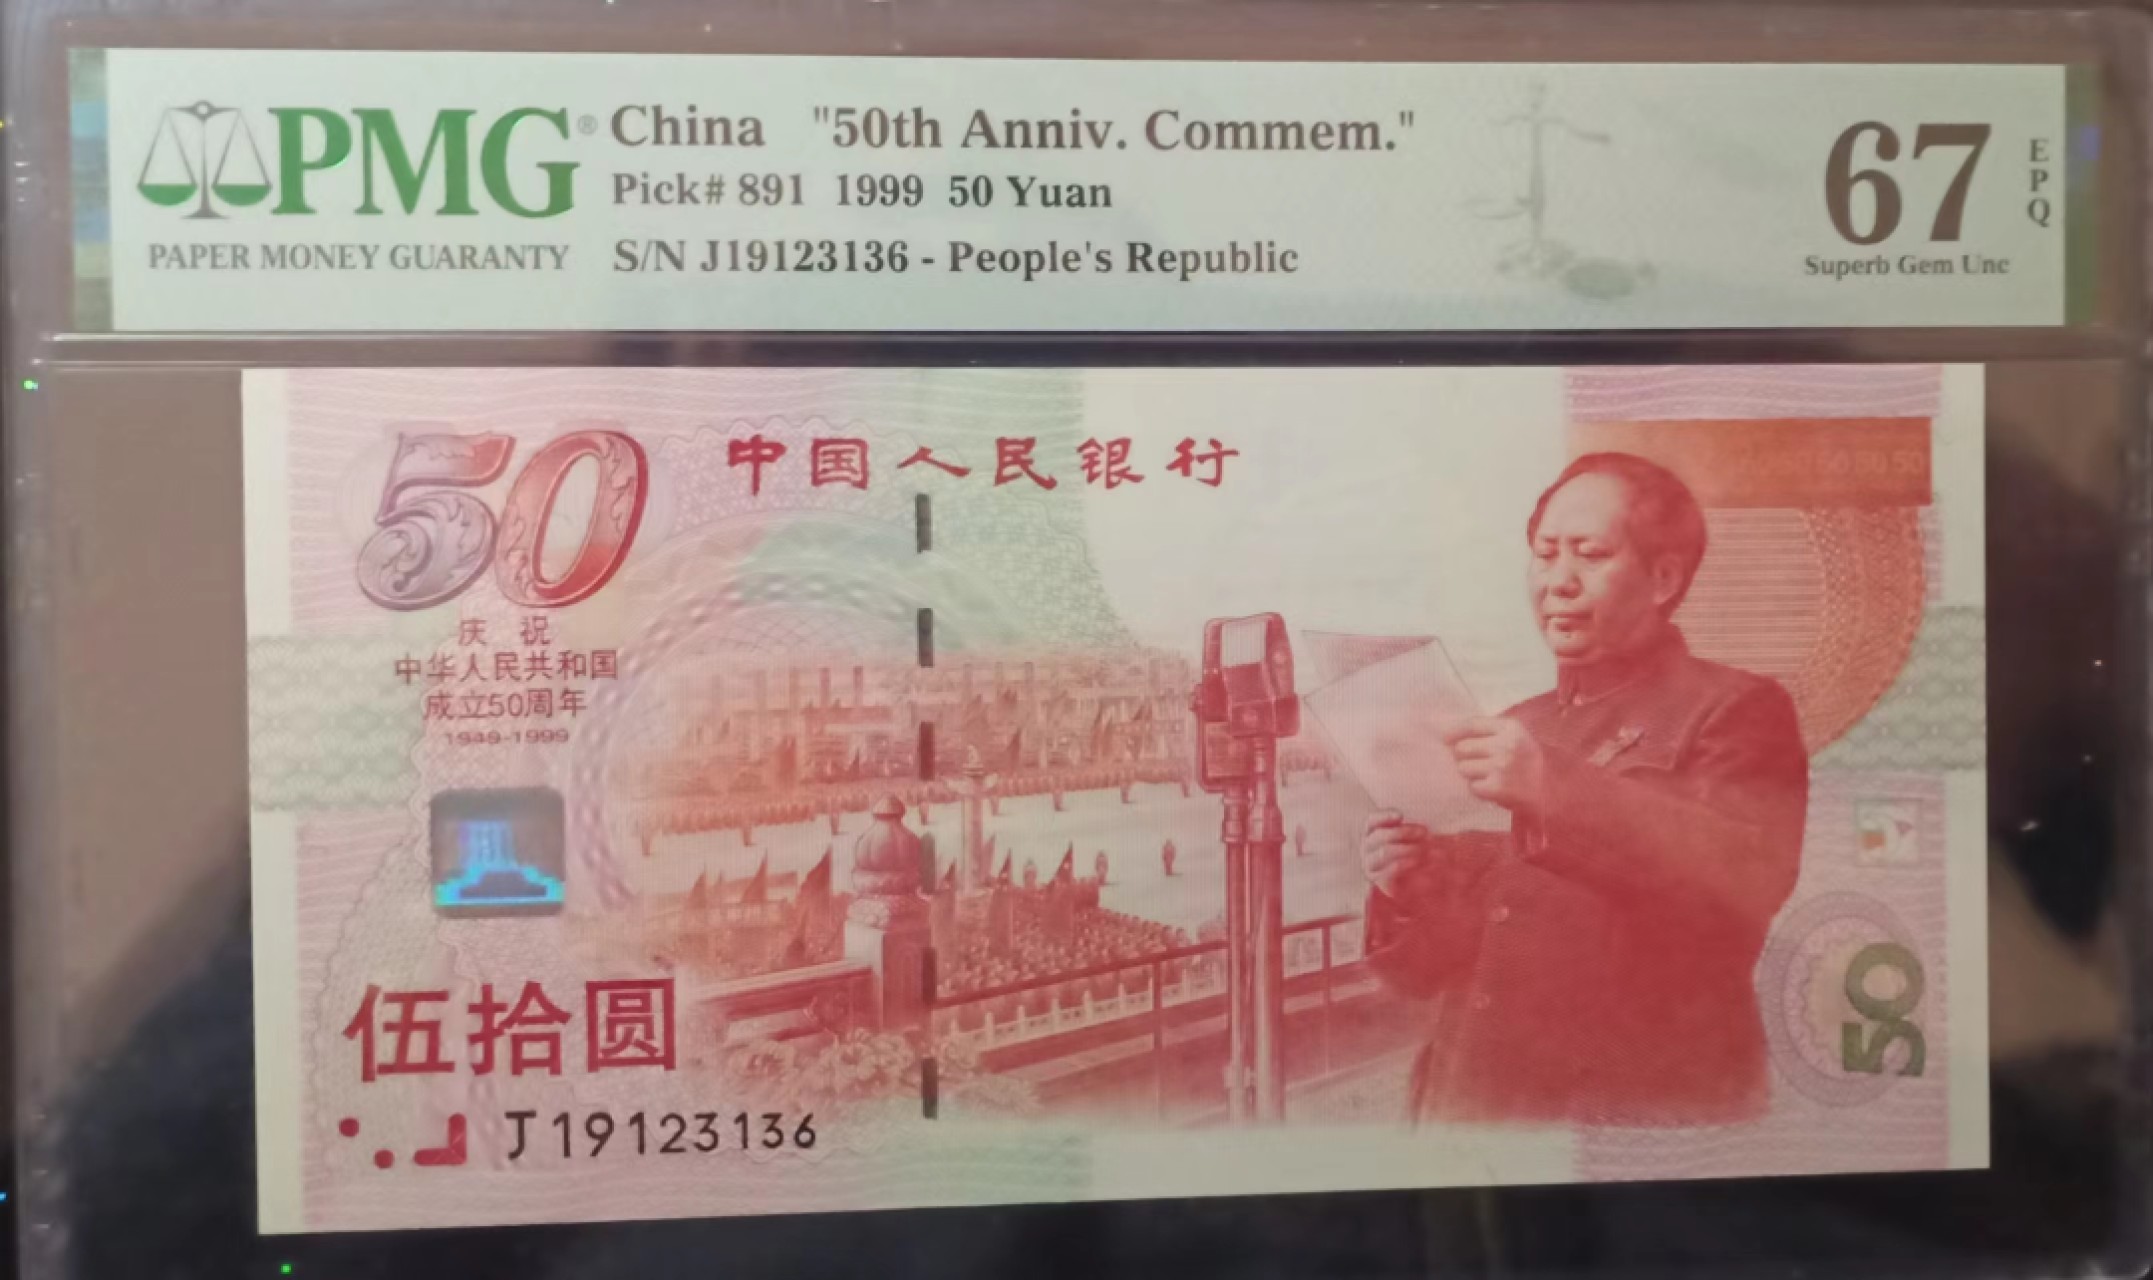 PMG®
PAPER MONEY GUARANTY
China "50th Anniv. Commem."
Pick# 891 1999 50 Yuan
S/N J19123136 - People's Republic
67
EPQ
Superb Gem Unc
50
中国人民银行
庆祝
中华人民共和国
成立50周年
1949-1999
伍拾圆
J19123136
50